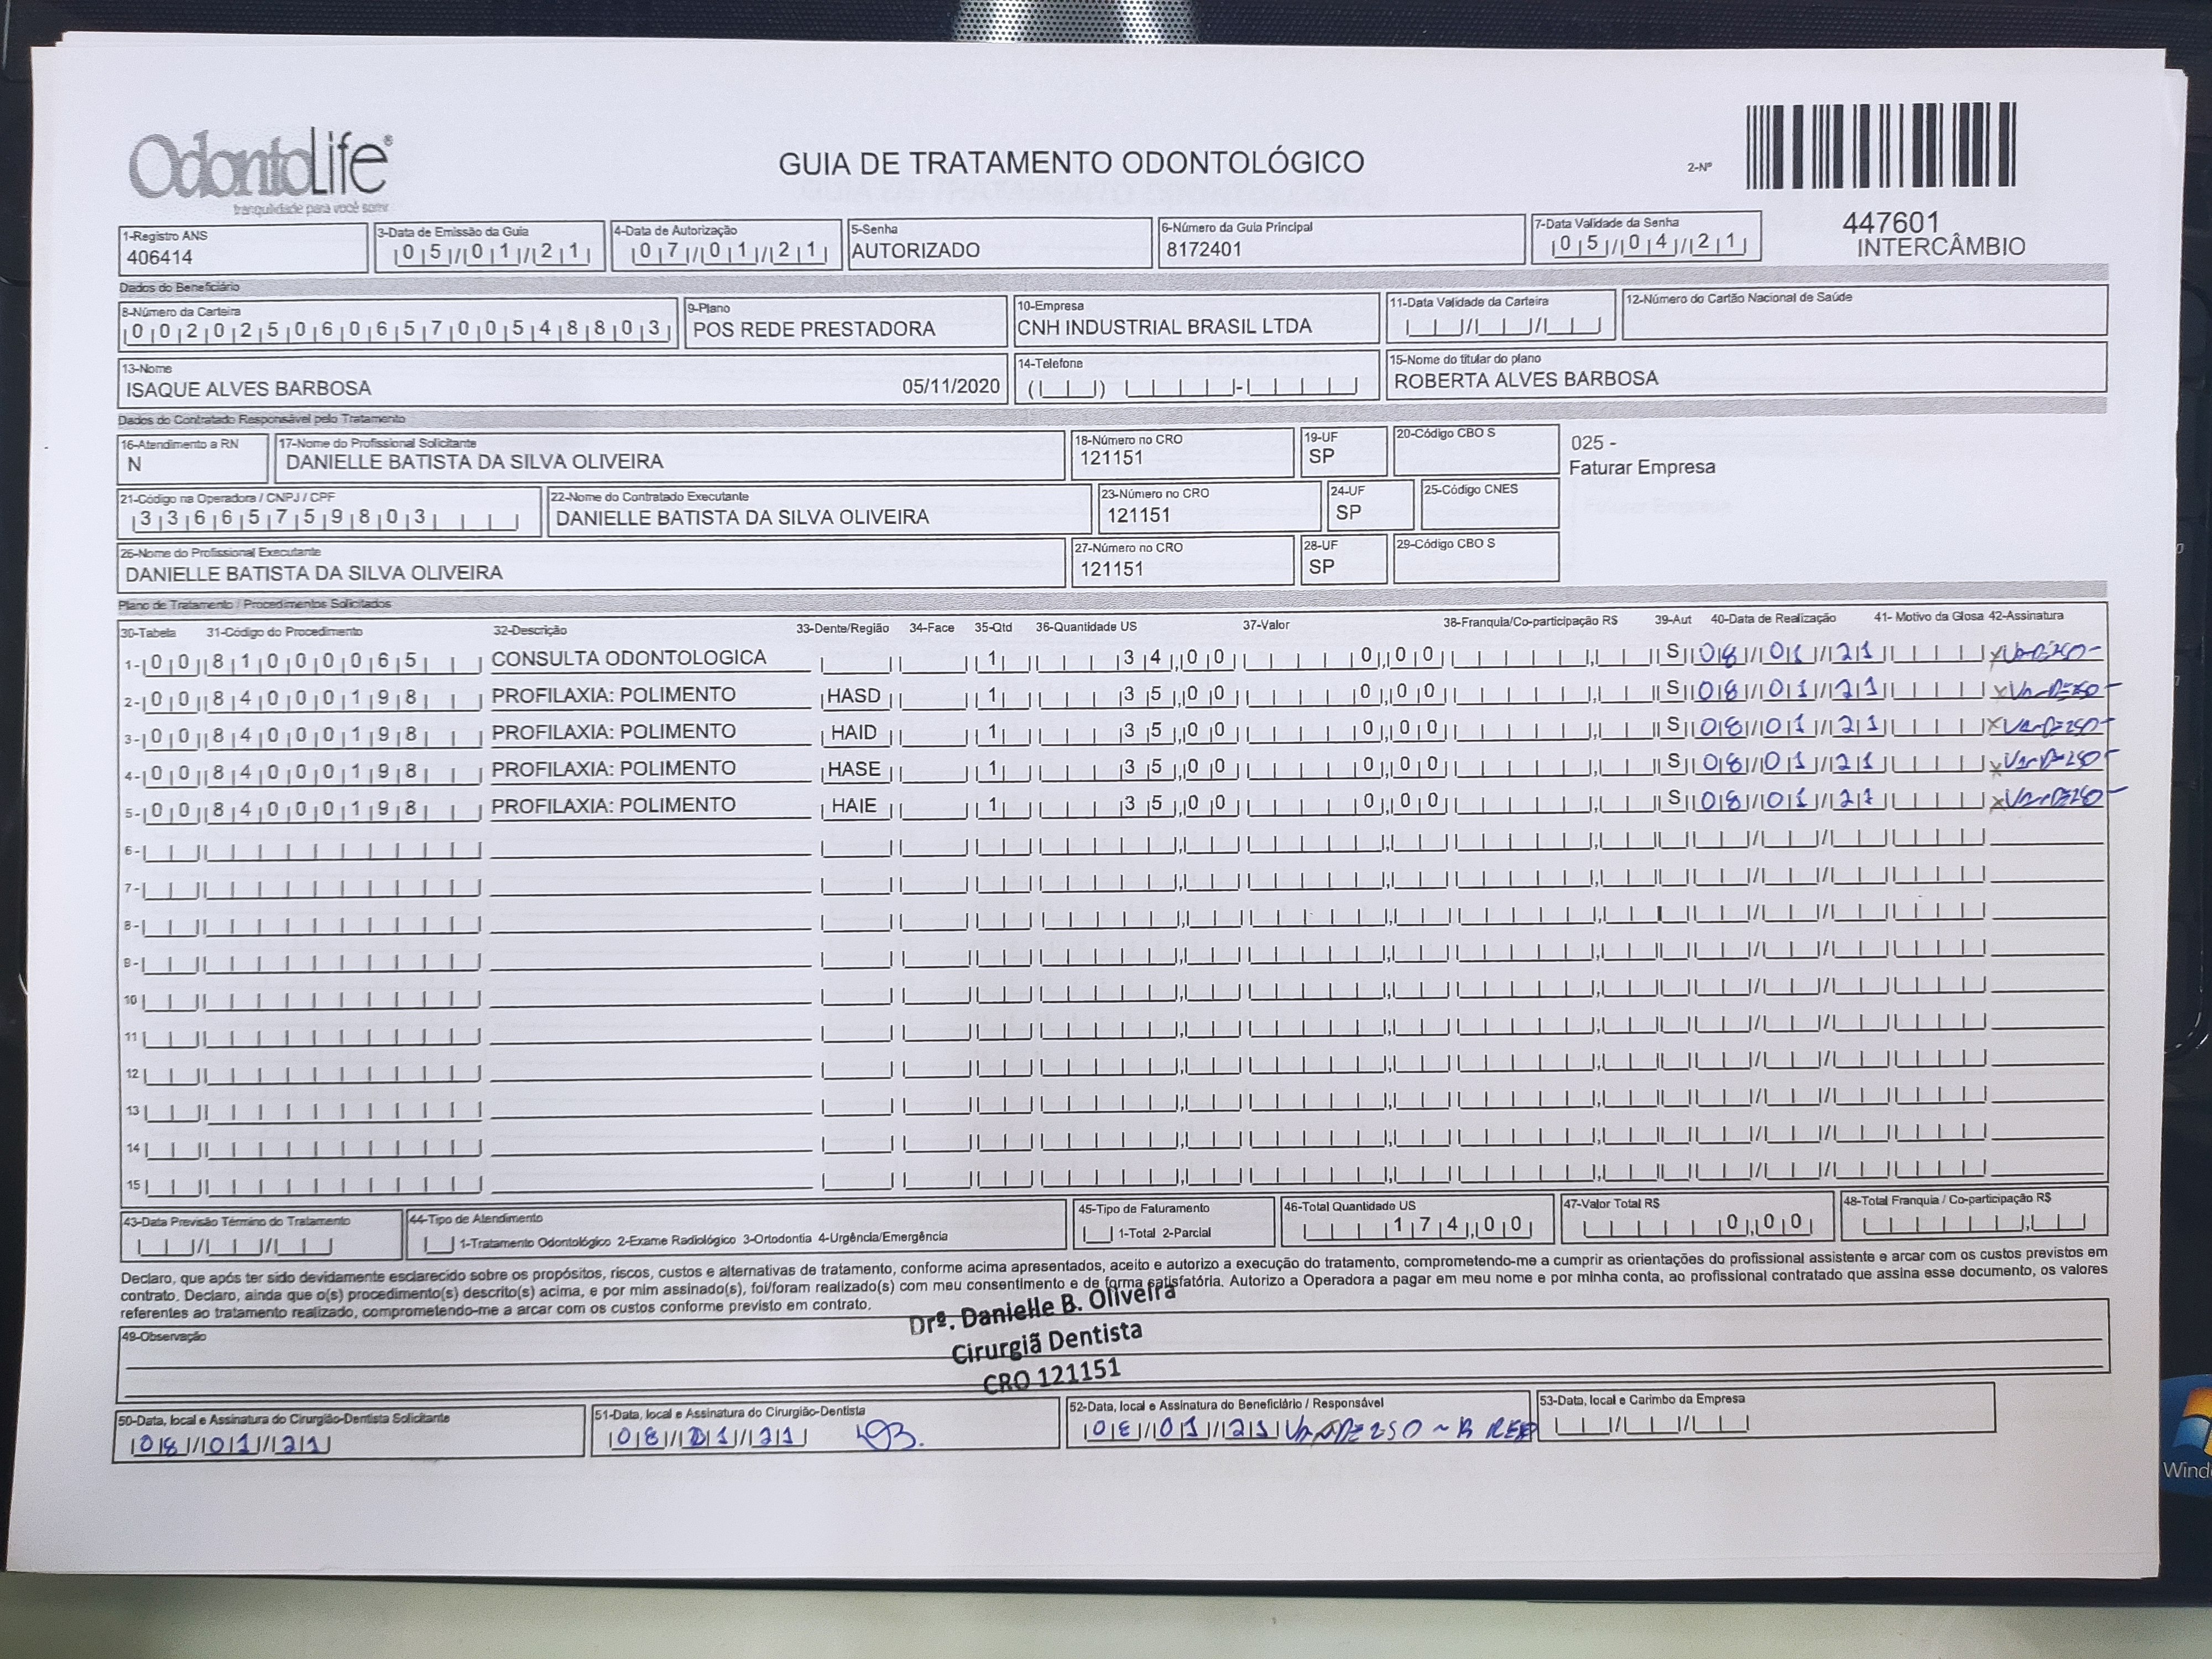 OdontoLife®
tranquilidade para você sorrir
GUIA DE TRATAMENTO ODONTOLÓGICO
2-Nº
447601
INTERCÂMBIO
1-Registro ANS
406414
3-Data de Emissão da Guia
05/01/21
4-Data de Autorização
07/01/21
5-Senha
AUTORIZADO
6-Número da Guia Principal
8172401
7-Data Validade da Senha
05/04/21
Dados do Beneficiário
8-Número da Carteira
00202506065700548803
9-Plano
POS REDE PRESTADORA
10-Empresa
CNH INDUSTRIAL BRASIL LTDA
11-Data Validade da Carteira
12-Número do Cartão Nacional de Saúde
13-Nome
ISAQUE ALVES BARBOSA 05/11/2020
14-Telefone
15-Nome do titular do plano
ROBERTA ALVES BARBOSA
Dados do Contratado Responsável pelo Tratamento
16-Atendimento a RN
N
17-Nome do Profissional Solicitante
DANIELLE BATISTA DA SILVA OLIVEIRA
18-Número no CRO
121151
19-UF
SP
20-Código CBO S
025 -
Faturar Empresa
21-Código na Operadora / CNPJ / CPF
33665759803
22-Nome do Contratado Executante
DANIELLE BATISTA DA SILVA OLIVEIRA
23-Número no CRO
121151
24-UF
SP
25-Código CNES
26-Nome do Profissional Executante
DANIELLE BATISTA DA SILVA OLIVEIRA
27-Número no CRO
121151
28-UF
SP
29-Código CBO S
Plano de Tratamento / Procedimentos Solicitados
30-Tabela 31-Código do Procedimento 32-Descrição 33-Dente/Região 34-Face 35-Qtd 36-Quantidade US 37-Valor 38-Franquia/Co-participação R$ 39-Aut 40-Data de Realização 41- Motivo da Glosa 42-Assinatura
1- 00 81000065 CONSULTA ODONTOLOGICA 1 34,00 0,00 S 08/01/21
2- 00 84000198 PROFILAXIA: POLIMENTO HASD 1 35,00 0,00 S 08/01/21
3- 00 84000198 PROFILAXIA: POLIMENTO HAID 1 35,00 0,00 S 08/01/21
4- 00 84000198 PROFILAXIA: POLIMENTO HASE 1 35,00 0,00 S 08/01/21
5- 00 84000198 PROFILAXIA: POLIMENTO HAIE 1 35,00 0,00 S 08/01/21
6-
7-
8-
9-
10
11
12
13
14
15
43-Data Previsão Término do Tratamento
44-Tipo de Atendimento
1-Tratamento Odontológico 2-Exame Radiológico 3-Ortodontia 4-Urgência/Emergência
45-Tipo de Faturamento
1-Total 2-Parcial
46-Total Quantidade US
174,00
47-Valor Total R$
0,00
48-Total Franquia / Co-participação R$
Declaro, que após ter sido devidamente esclarecido sobre os propósitos, riscos, custos e alternativas de tratamento, conforme acima apresentados, aceito e autorizo a execução do tratamento, comprometendo-me a cumprir as orientações do profissional assistente e arcar com os custos previstos em
contrato. Declaro, ainda que o(s) procedimento(s) descrito(s) acima, e por mim assinado(s), foi/foram realizado(s) com meu consentimento e de forma satisfatória. Autorizo a Operadora a pagar em meu nome e por minha conta, ao profissional contratado que assina esse documento, os valores
referentes ao tratamento realizado, comprometendo-me a arcar com os custos conforme previsto em contrato.
49-Observação
Drª. Danielle B. Oliveira
Cirurgiã Dentista
CRO 121151
50-Data, local e Assinatura do Cirurgião-Dentista Solicitante
08/01/21
51-Data, local e Assinatura do Cirurgião-Dentista
08/01/21
52-Data, local e Assinatura do Beneficiário / Responsável
08/01/21
53-Data, local e Carimbo da Empresa
Wind